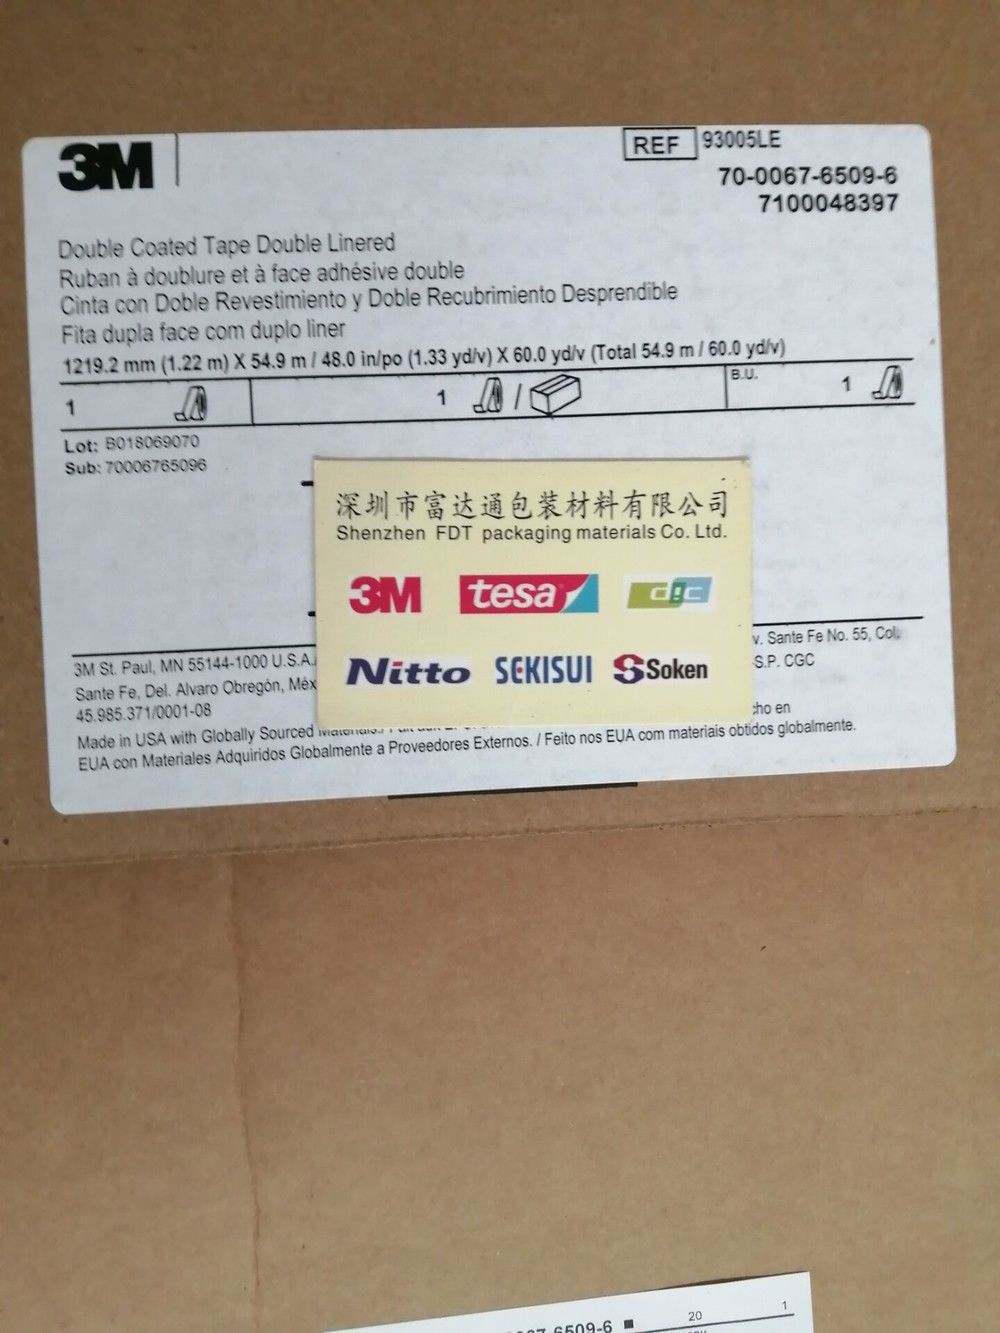 3M
REF 93005LE
70-0067-6509-6
7100048397
Double Coated Tape Double Linered
Ruban à doublure et à face adhésive double
Cinta con Doble Revestimiento y Doble Recubrimiento Desprendible
Fita dupla face com duplo liner
1219.2 mm (1.22 m) X 54.9 m / 48.0 in/po (1.33 yd/v) X 60.0 yd/v (Total 54.9 m / 60.0 yd/v)
1 1 / B.U. 1
Lot: B018069070
Sub: 70006765096
深圳市富达通包装材料有限公司
Shenzhen FDT packaging materials Co. Ltd.
3M tesa dgc
Nitto SEKISUI Soken
3M St. Paul, MN 55144-1000 U.S.A. v. Sante Fe No. 55, Col.
Sante Fe, Del. Alvaro Obregón, Méx S.P. CGC
45.985.371/0001-08 cho en
Made in USA with Globally Sourced
EUA con Materiales Adquiridos Globalmente a Proveedores Externos. / Feito nos EUA com materiais obtidos globalmente.
6509-6 20 1